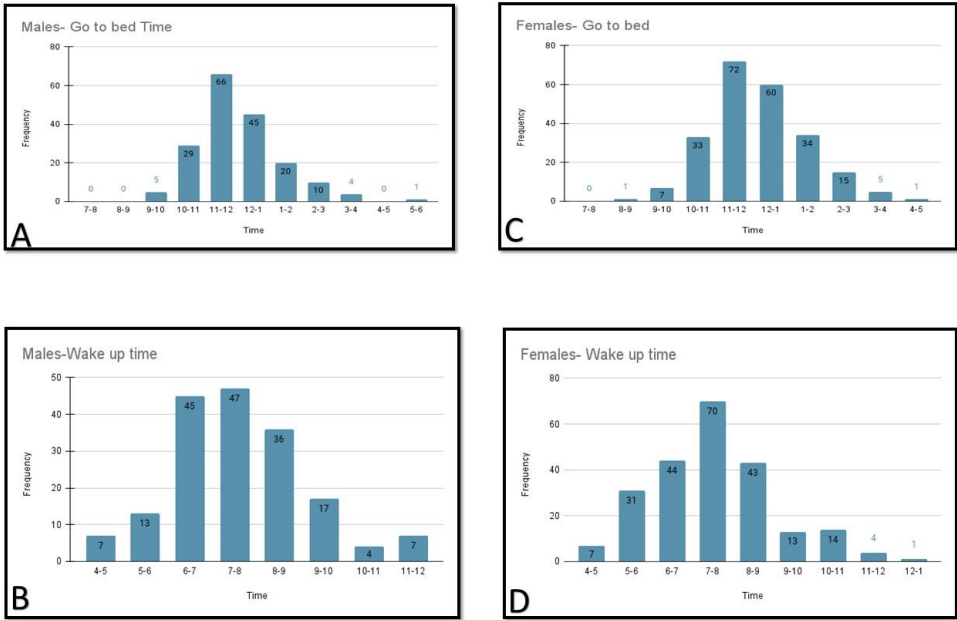 Males- Go to bed Time
Frequency
80
60
40
20
0
0 0 5 29 66 45 20 10 4 0 1
7-8 8-9 9-10 10-11 11-12 12-1 1-2 2-3 3-4 4-5 5-6
Time
A
Females- Go to bed
Frequency
80
60
40
20
0
0 1 7 33 72 60 34 15 5 1
7-8 8-9 9-10 10-11 11-12 12-1 1-2 2-3 3-4 4-5
Time
C
Males-Wake up time
Frequency
50
40
30
20
10
0
7 13 45 47 36 17 4 7
4-5 5-6 6-7 7-8 8-9 9-10 10-11 11-12
Time
B
Females- Wake up time
Frequency
80
60
40
20
0
7 31 44 70 43 13 14 4 1
4-5 5-6 6-7 7-8 8-9 9-10 10-11 11-12 12-1
Time
D